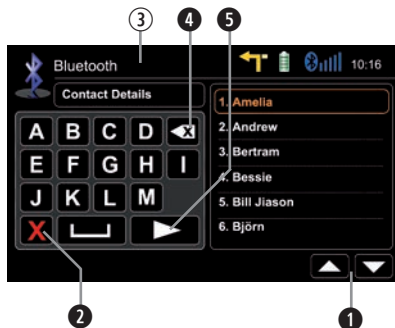 3 4 5
Bluetooth 10:16
Contact Details
A B C D
E F G H I
J K L M
X
1. Amelia
2. Andrew
3. Bertram
4. Bessie
5. Bill Jiason
6. Björn
2 1